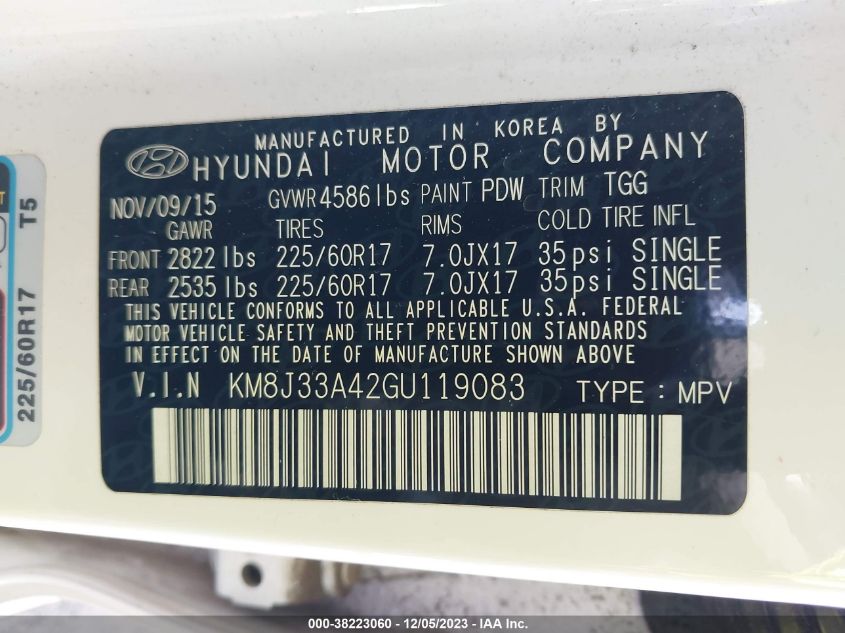 MANUFACTURED IN KOREA BY
HYUNDAI MOTOR COMPANY
NOV/09/15 GVWR 4586 lbs PAINT PDW TRIM TGG
GAWR TIRES RIMS COLD TIRE INFL
FRONT 2822 lbs 225/60R17 7.0JX17 35psi SINGLE
REAR 2535 lbs 225/60R17 7.0JX17 35psi SINGLE
THIS VEHICLE CONFORMS TO ALL APPLICABLE U.S.A. FEDERAL
MOTOR VEHICLE SAFETY AND THEFT PREVENTION STANDARDS
IN EFFECT ON THE DATE OF MANUFACTURE SHOWN ABOVE
V.I.N KM8J33A42GU119083 TYPE : MPV
225/60R17 T5
000-38223060 - 12/05/2023 - IAA Inc.